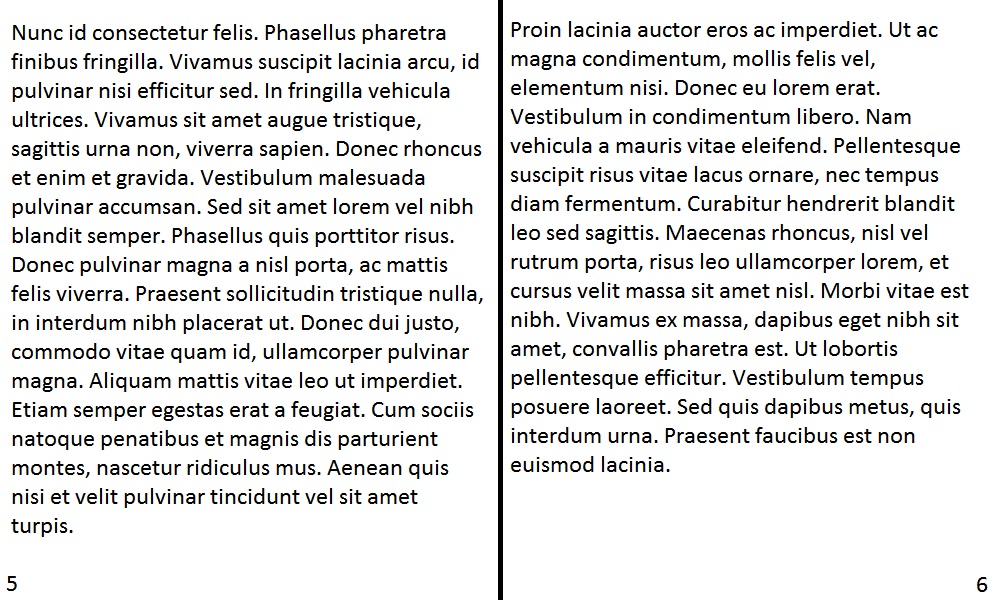 Nunc id consectetur felis. Phasellus pharetra
finibus fringilla. Vivamus suscipit lacinia arcu, id
pulvinar nisi efficitur sed. In fringilla vehicula
ultrices. Vivamus sit amet augue tristique,
sagittis urna non, viverra sapien. Donec rhoncus
et enim et gravida. Vestibulum malesuada
pulvinar accumsan. Sed sit amet lorem vel nibh
blandit semper. Phasellus quis porttitor risus.
Donec pulvinar magna a nisl porta, ac mattis
felis viverra. Praesent sollicitudin tristique nulla,
in interdum nibh placerat ut. Donec dui justo,
commodo vitae quam id, ullamcorper pulvinar
magna. Aliquam mattis vitae leo ut imperdiet.
Etiam semper egestas erat a feugiat. Cum sociis
natoque penatibus et magnis dis parturient
montes, nascetur ridiculus mus. Aenean quis
nisi et velit pulvinar tincidunt vel sit amet
turpis.
5
Proin lacinia auctor eros ac imperdiet. Ut ac
magna condimentum, mollis felis vel,
elementum nisi. Donec eu lorem erat.
Vestibulum in condimentum libero. Nam
vehicula a mauris vitae eleifend. Pellentesque
suscipit risus vitae lacus ornare, nec tempus
diam fermentum. Curabitur hendrerit blandit
leo sed sagittis. Maecenas rhoncus, nisl vel
rutrum porta, risus leo ullamcorper lorem, et
cursus velit massa sit amet nisl. Morbi vitae est
nibh. Vivamus ex massa, dapibus eget nibh sit
amet, convallis pharetra est. Ut lobortis
pellentesque efficitur. Vestibulum tempus
posuere laoreet. Sed quis dapibus metus, quis
interdum urna. Praesent faucibus est non
euismod lacinia.
6